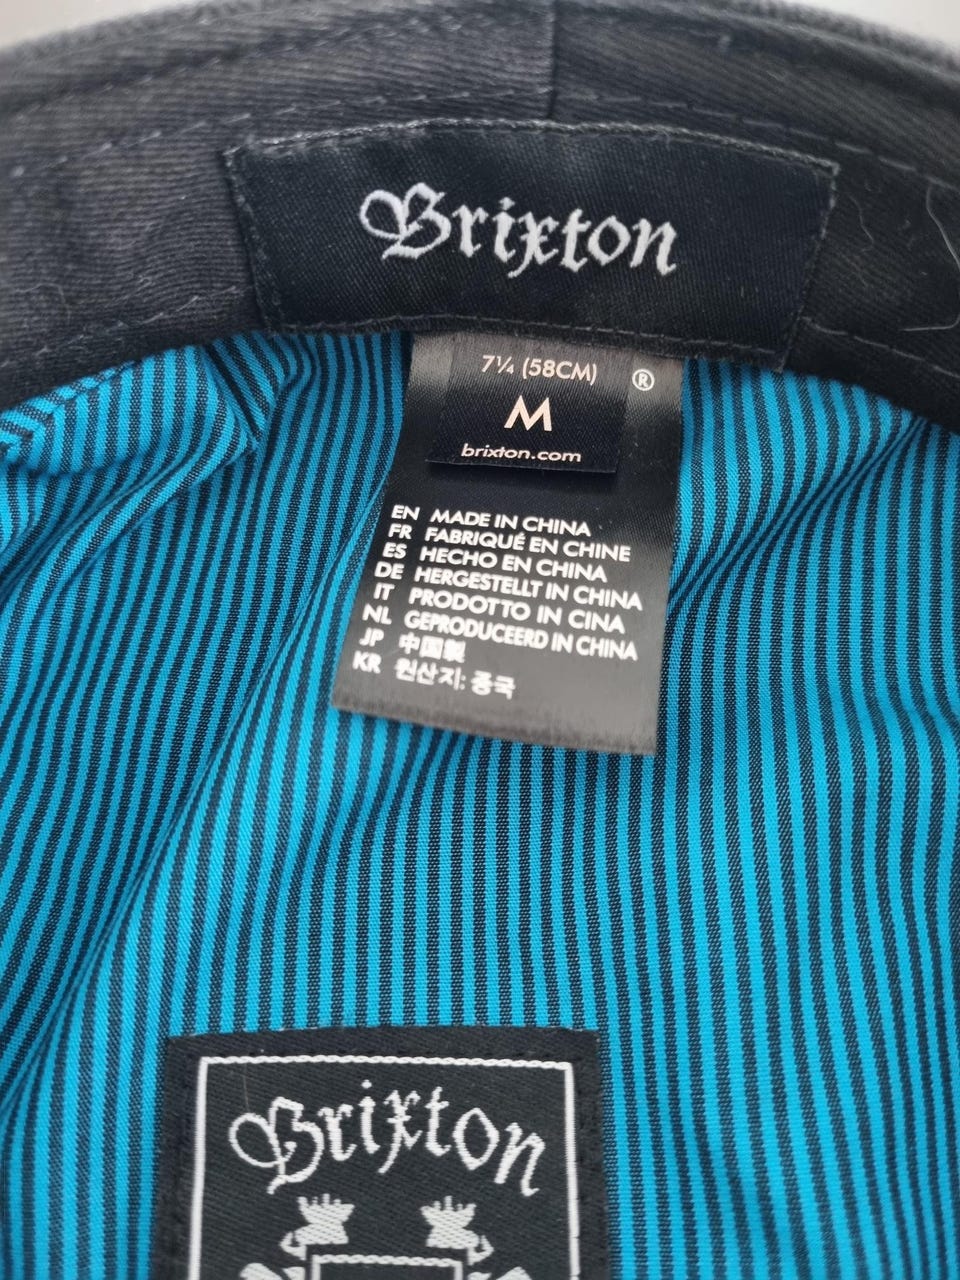 Brixton
7¼ (58CM)
®
M
brixton.com
EN MADE IN CHINA
FR FABRIQUÉ EN CHINE
ES HECHO EN CHINA
DE HERGESTELLT IN CHINA
IT PRODOTTO IN CINA
NL GEPRODUCEERD IN CHINA
JP 中国製
KR 원산지: 중국
Brixton